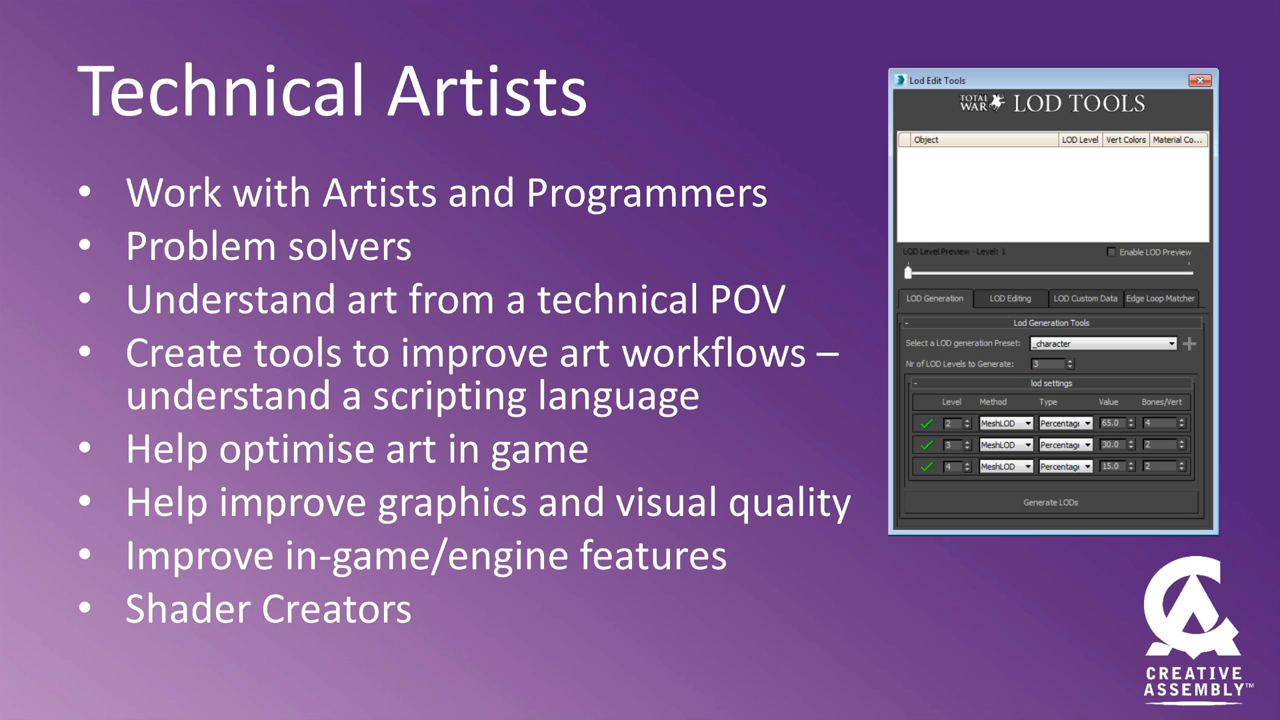 Technical Artists
• Work with Artists and Programmers
• Problem solvers
• Understand art from a technical POV
• Create tools to improve art workflows –
understand a scripting language
• Help optimise art in game
• Help improve graphics and visual quality
• Improve in-game/engine features
• Shader Creators
Lod Edit Tools
TOTAL WAR LOD TOOLS
Object LOD Level Vert Colors Material Co...
LOD Level Preview - Level: 1 Enable LOD Preview
LOD Generation LOD Editing LOD Custom Data Edge Loop Matcher
- Lod Generation Tools
Select a LOD generation Preset: _character
Nr of LOD Levels to Generate: 3
- lod settings
Level Method Type Value Bones/Vert
2 MeshLOD Percentag 65.0 4
3 MeshLOD Percentag 30.0 2
4 MeshLOD Percentag 15.0 2
Generate LODs
CREATIVE
ASSEMBLY™